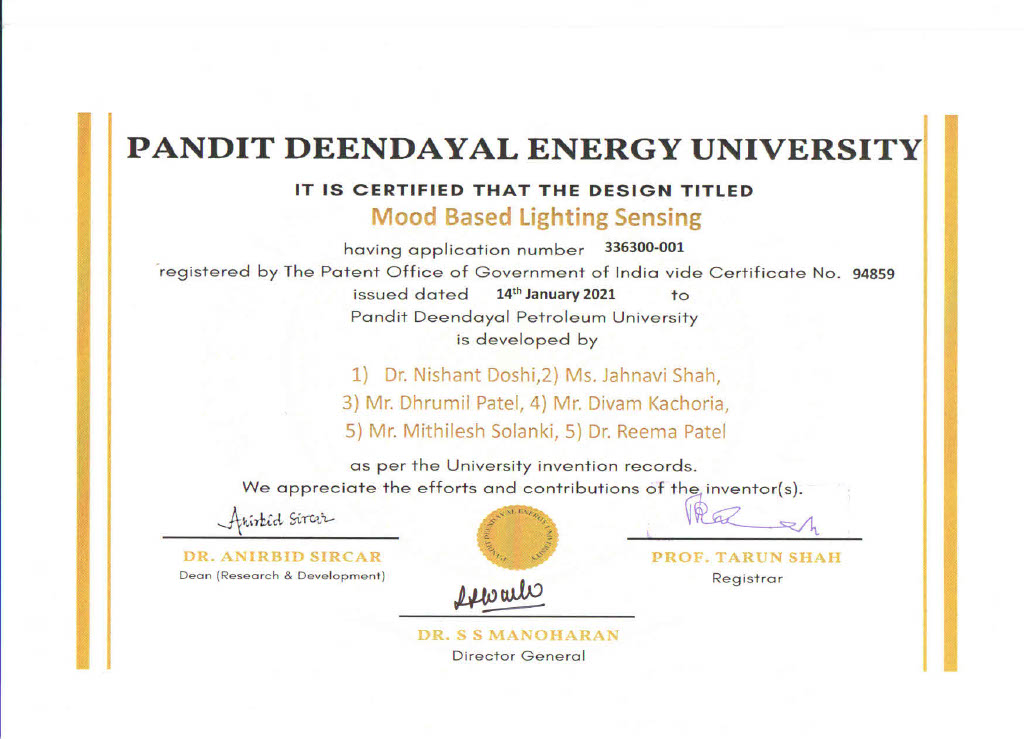 PANDIT DEENDAYAL ENERGY UNIVERSITY
IT IS CERTIFIED THAT THE DESIGN TITLED
Mood Based Lighting Sensing
having application number 336300-001
registered by The Patent Office of Government of India vide Certificate No. 94859
issued dated 14th January 2021 to
Pandit Deendayal Petroleum University
is developed by
1) Dr. Nishant Doshi,2) Ms. Jahnavi Shah,
3) Mr. Dhrumil Patel, 4) Mr. Divam Kachoria,
5) Mr. Mithilesh Solanki, 5) Dr. Reema Patel
as per the University invention records.
We appreciate the efforts and contributions of the inventor(s).
Anirbid Sircar
PANDIT DEENDAYAL ENERGY UNIVERSITY
DR. ANIRBID SIRCAR
Dean (Research & Development)
PROF. TARUN SHAH
Registrar
DR. S S MANOHARAN
Director General